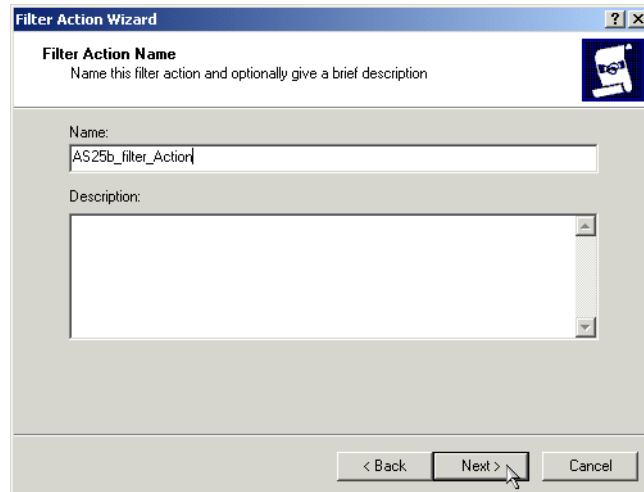 Filter Action Wizard
Filter Action Name
Name this filter action and optionally give a brief description
Name:
AS25b_filter_Action
Description:
< Back
Next >
Cancel